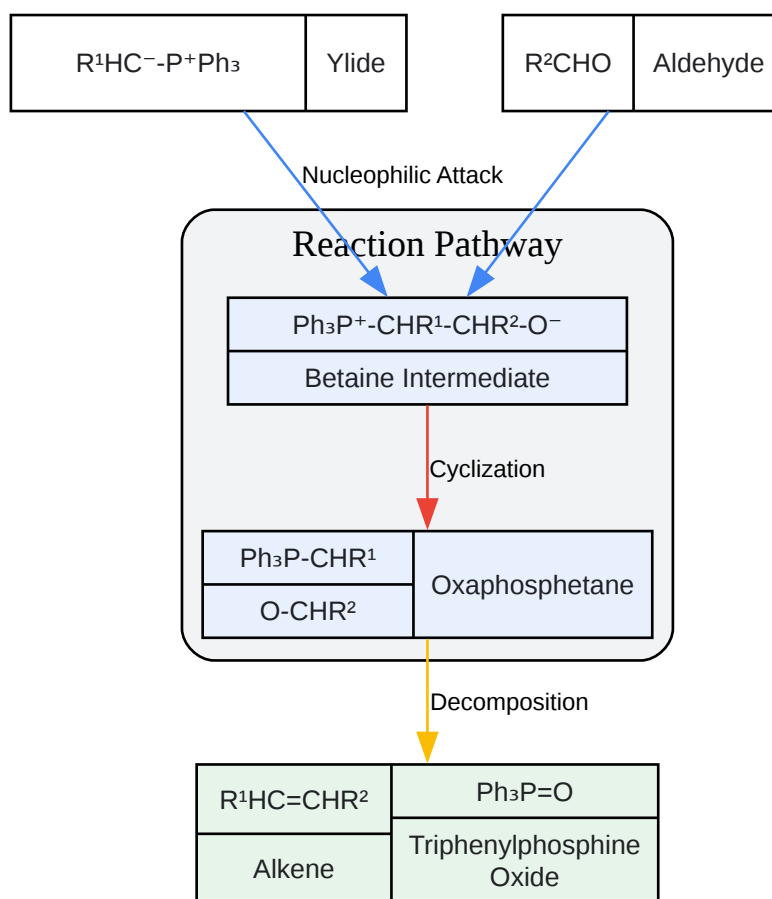 R¹HC⁻-P⁺Ph₃ Ylide
R²CHO Aldehyde
Nucleophilic Attack
Reaction Pathway
Ph₃P⁺-CHR¹-CHR²-O⁻
Betaine Intermediate
Cyclization
Ph₃P-CHR¹
O-CHR²
Oxaphosphetane
Decomposition
R¹HC=CHR²
Alkene
Ph₃P=O
Triphenylphosphine
Oxide